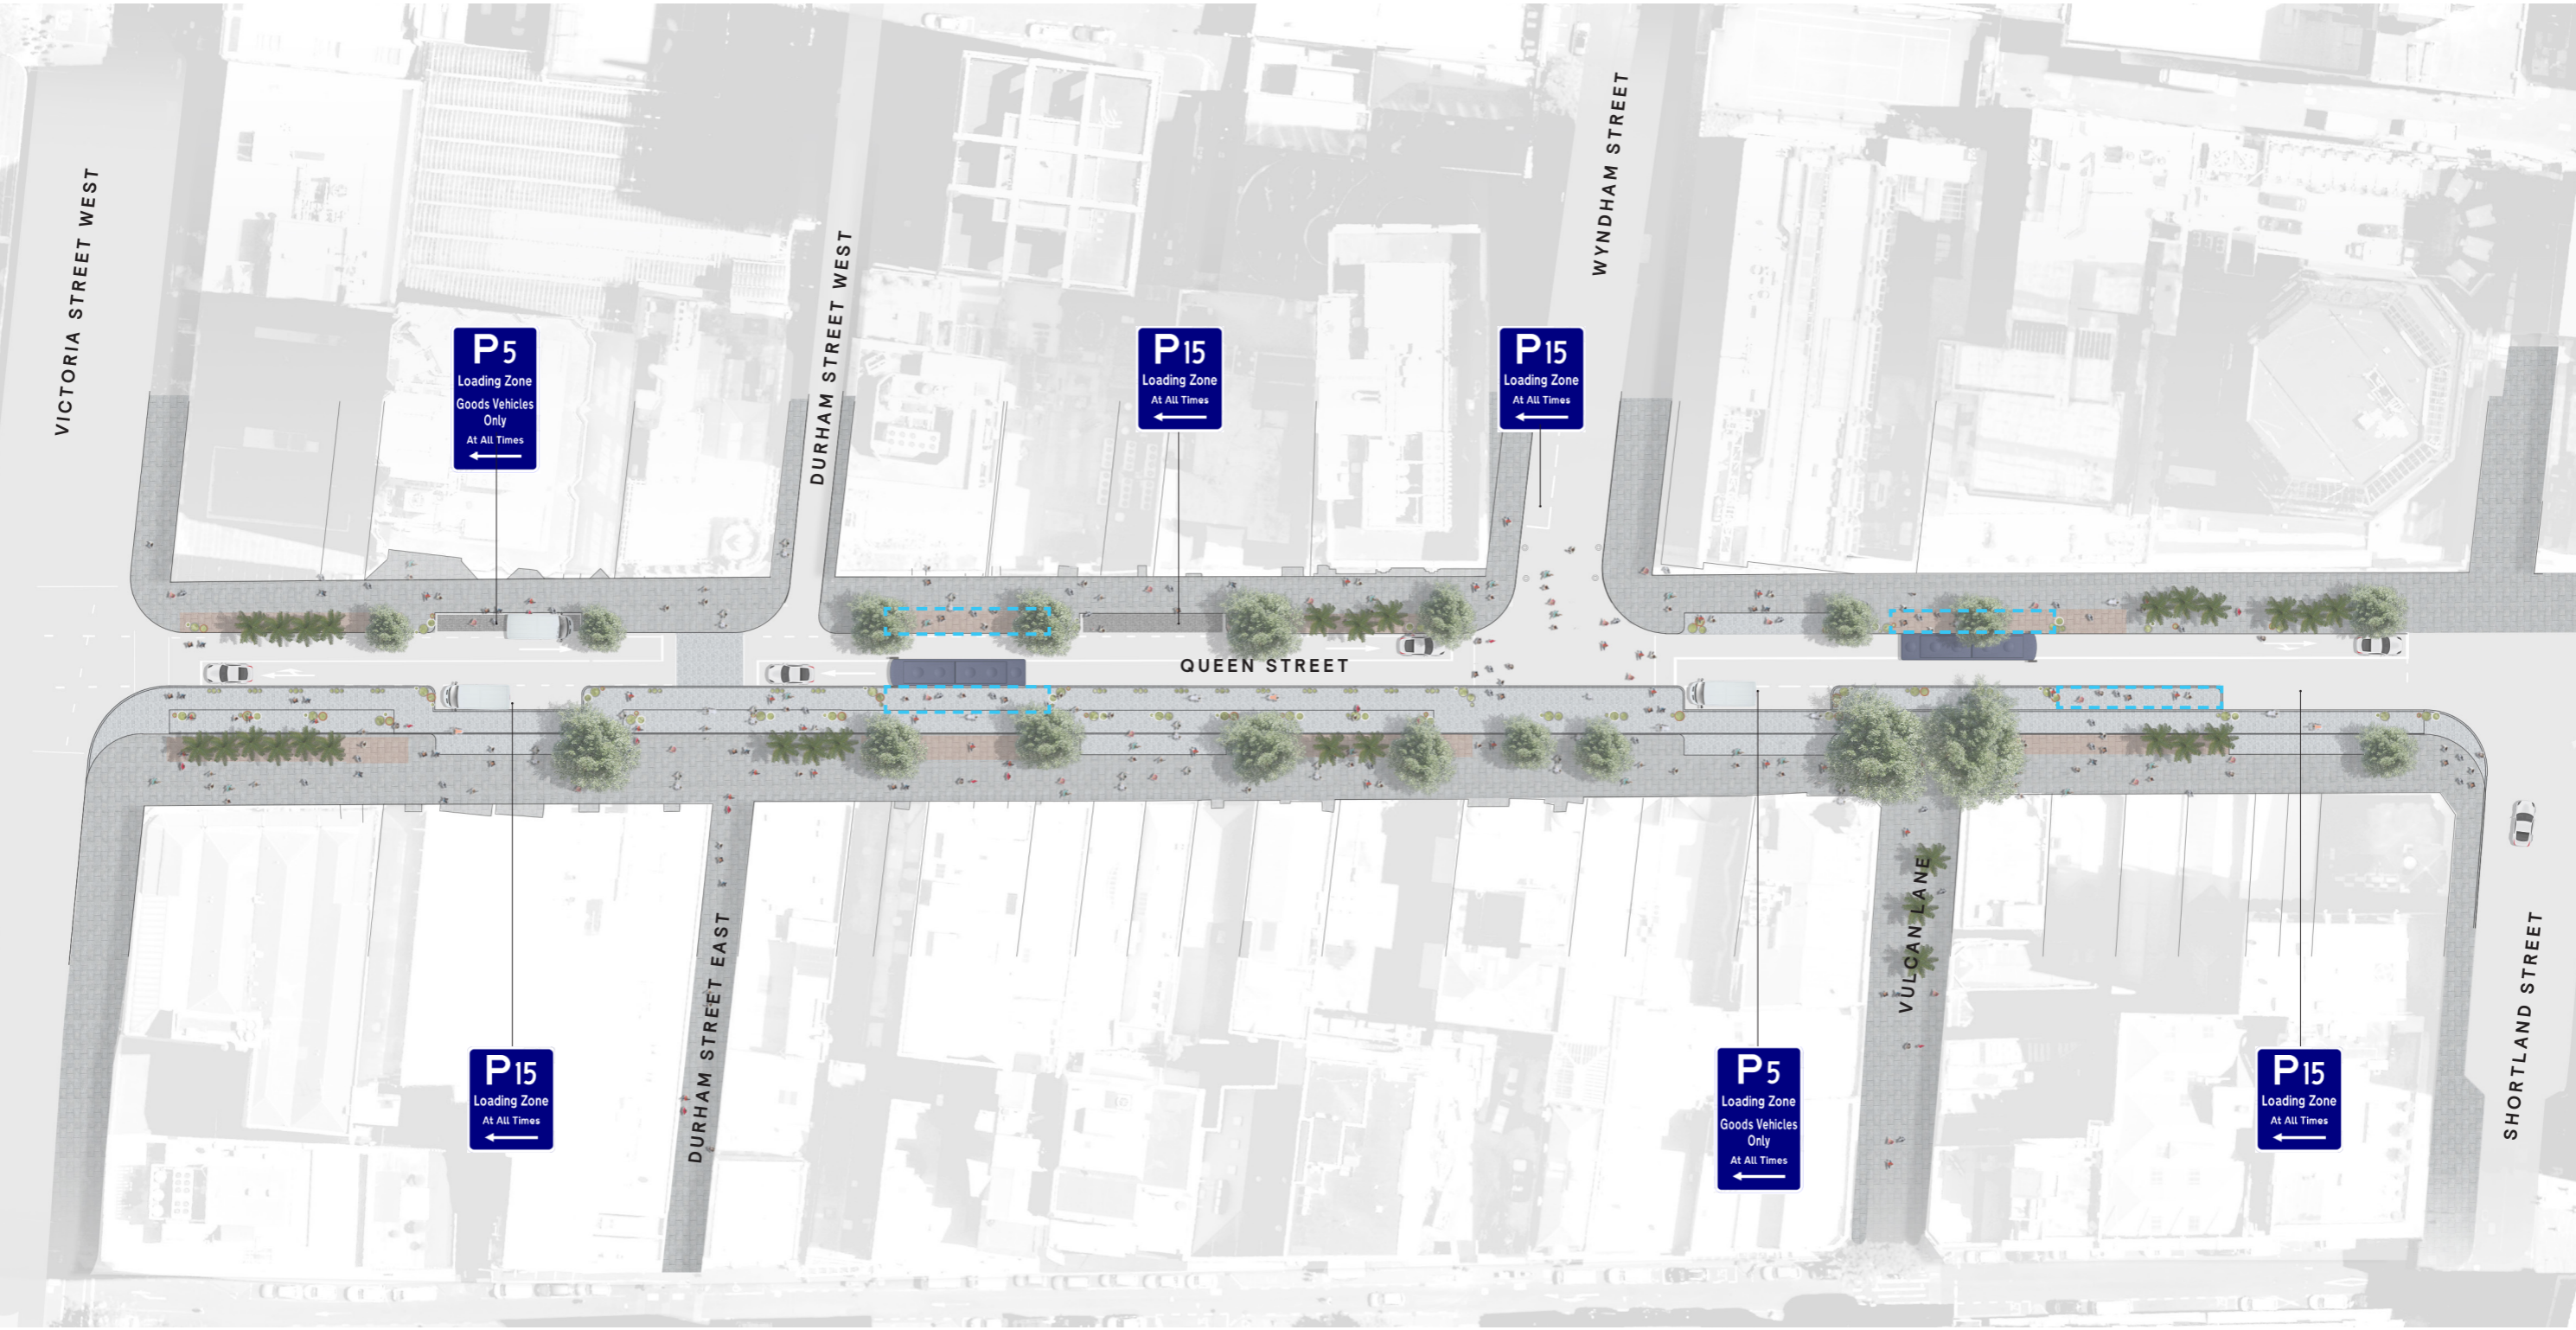 VICTORIA STREET WEST
P5
Loading Zone
Goods Vehicles
Only
At All Times
DURHAM STREET WEST
P15
Loading Zone
At All Times
P15
Loading Zone
At All Times
WYNDHAM STREET
QUEEN STREET
P15
Loading Zone
At All Times
DURHAM STREET EAST
P5
Loading Zone
Goods Vehicles
Only
At All Times
VULCAN LANE
P15
Loading Zone
At All Times
SHORTLAND STREET